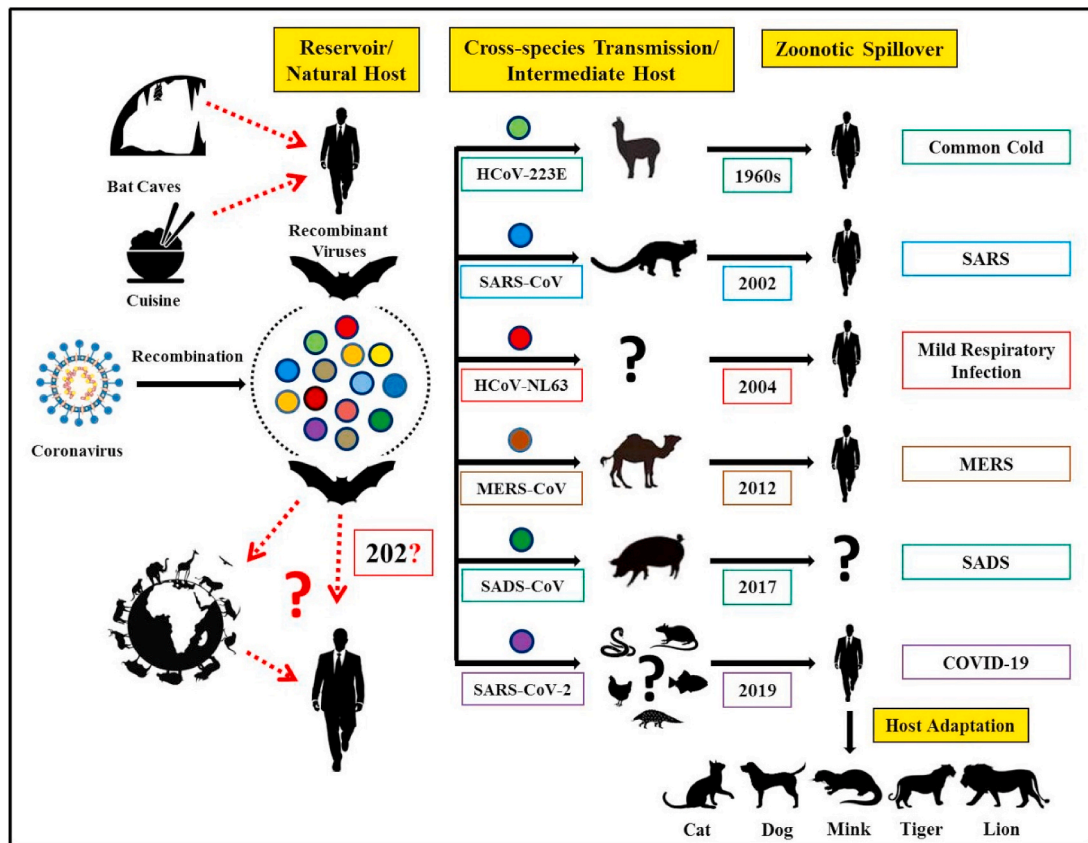 Reservoir/
Natural Host
Cross-species Transmission/
Intermediate Host
Zoonotic Spillover
Bat Caves
Cuisine
Recombinant
Viruses
Recombination
Coronavirus
202?
?
HCoV-223E
1960s
Common Cold
SARS-CoV
2002
SARS
HCoV-NL63
?
2004
Mild Respiratory
Infection
MERS-CoV
2012
MERS
SADS-CoV
2017
?
SADS
SARS-CoV-2
?
2019
COVID-19
Host Adaptation
Cat
Dog
Mink
Tiger
Lion